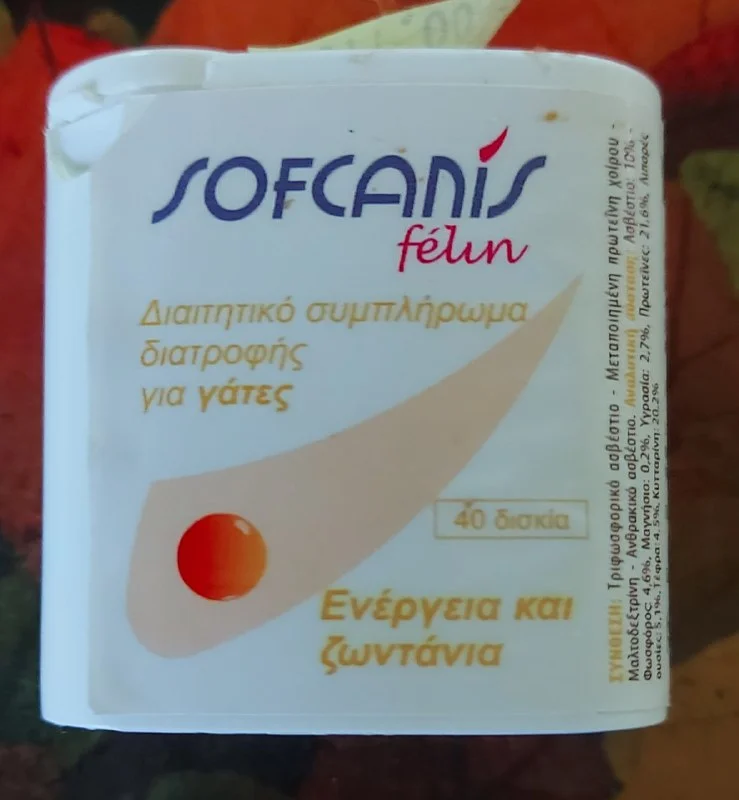 SOFCANIS
félin
Διαιτητικό συμπλήρωμα
διατροφής
για γάτες
40 δισκία
Ενέργεια και
ζωντάνια
ΣΥΝΘΕΣΗ: Τριφωσφορικό ασβέστιο - Μεταποιημένη πρωτεΐνη χοίρου -
Μαλτοδεξτρίνη - Ανθρακικό ασβέστιο. Αναλυτική σύσταση: Ασβέστιο: 10% -
Φωσφόρος: 4,6%, Μαγνήσιο: 0,2%, Υγρασία: 2,7%, Πρωτεΐνες: 21,6%, Λιπαρές
ουσίες: 5,1%, Τέφρα: 4,5%, Κυτταρίνη: 20,2%